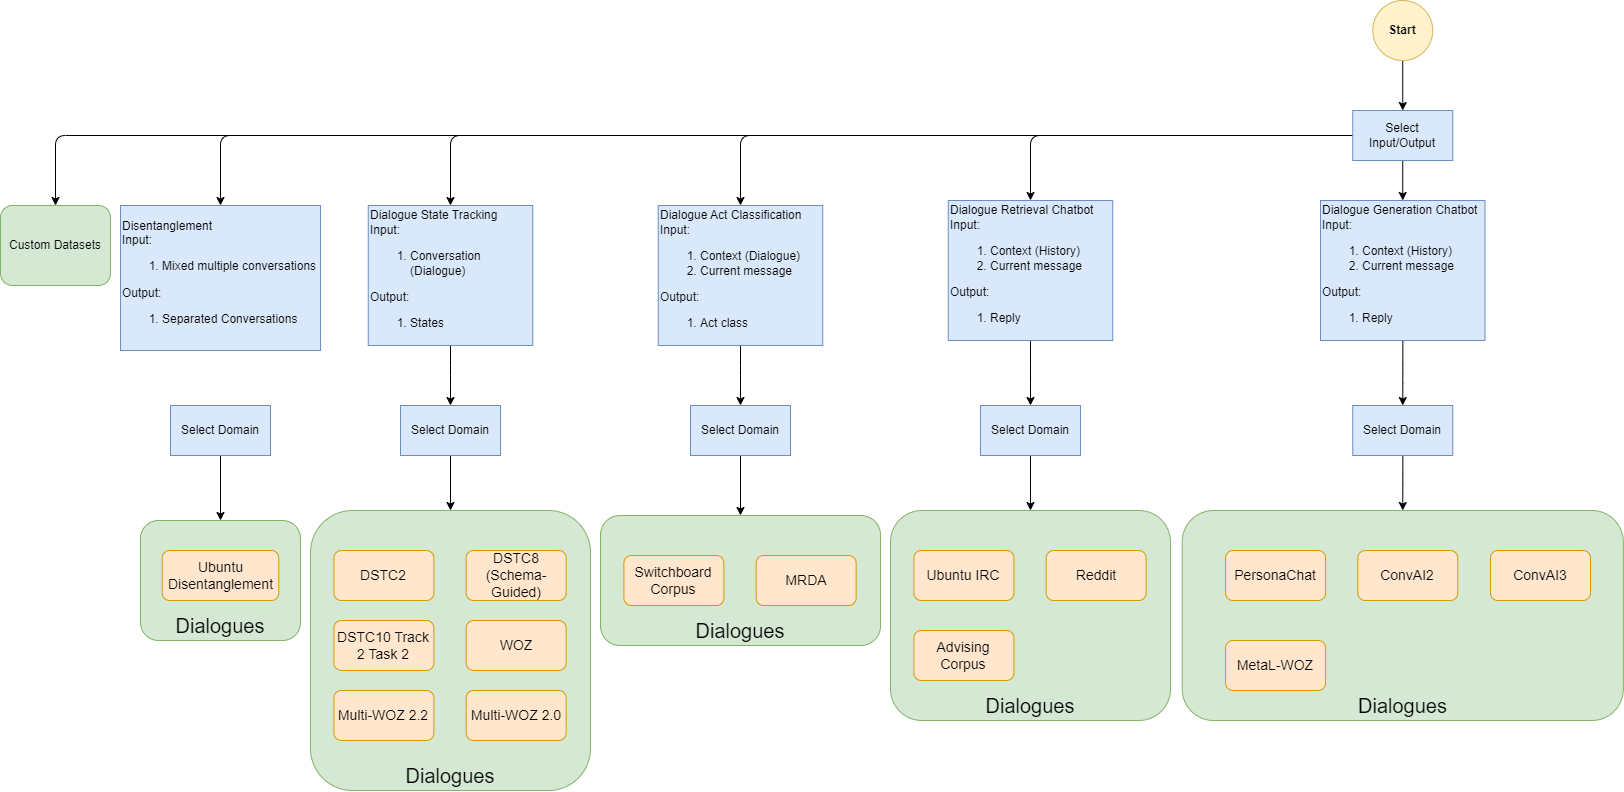 Start
Select
Input/Output
Custom Datasets
Disentanglement
Input:
1. Mixed multiple conversations
Output:
1. Separated Conversations
Dialogue State Tracking
Input:
1. Conversation
(Dialogue)
Output:
1. States
Dialogue Act Classification
Input:
1. Context (Dialogue)
2. Current message
Output:
1. Act class
Dialogue Retrieval Chatbot
Input:
1. Context (History)
2. Current message
Output:
1. Reply
Dialogue Generation Chatbot
Input:
1. Context (History)
2. Current message
Output:
1. Reply
Select Domain
Select Domain
Select Domain
Select Domain
Select Domain
Ubuntu
Disentanglement
Dialogues
DSTC2
DSTC8
(Schema-
Guided)
DSTC10 Track
2 Task 2
WOZ
Multi-WOZ 2.2
Multi-WOZ 2.0
Dialogues
Switchboard
Corpus
MRDA
Dialogues
Ubuntu IRC
Reddit
Advising
Corpus
Dialogues
PersonaChat
ConvAI2
ConvAI3
MetaL-WOZ
Dialogues